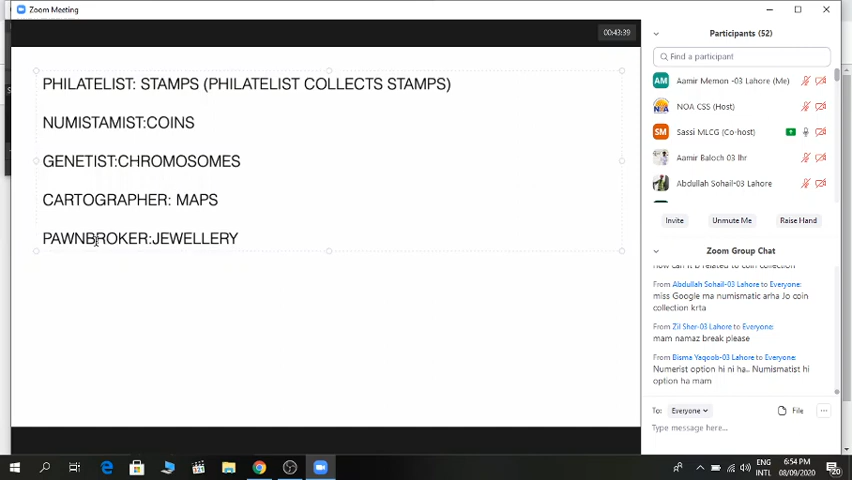 Zoom Meeting
00:43:39
PHILATELIST: STAMPS (PHILATELIST COLLECTS STAMPS)
NUMISTAMIST:COINS
GENETIST:CHROMOSOMES
CARTOGRAPHER: MAPS
PAWNBROKER:JEWELLERY
Participants (52)
Find a participant
AM Aamir Memon -03 Lahore (Me)
NOA CSS (Host)
SM Sassi MLCG (Co-host)
Aamir Baloch 03 lhr
Abdullah Sohail-03 Lahore
Invite
Unmute Me
Raise Hand
Zoom Group Chat
how can it b related to coin collection
From Abdullah Sohail-03 Lahore to Everyone:
miss Google ma numismatic arha Jo coin
collection krta
From Zil Sher-03 Lahore to Everyone:
mam namaz break please
From Bisma Yaqoob-03 Lahore to Everyone:
Numerist option hi ni ha.. Numismatist hi
option ha mam
To: Everyone
File
Type message here...
ENG
INTL
6:54 PM
08/09/2020
20